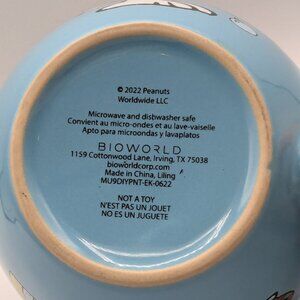 © 2022 Peanuts
Worldwide LLC
Microwave and dishwasher safe
Convient au micro-ondes et au lave-vaiselle
Apto para microondas y lavaplatos
BIOWORLD
1159 Cottonwood Lane, Irving, TX 75038
bioworldcorp.com
Made in China, Liling
MU9DIYPNT-EK-0622
NOT A TOY
N'EST PAS UN JOUET
NO ES UN JUGUETE